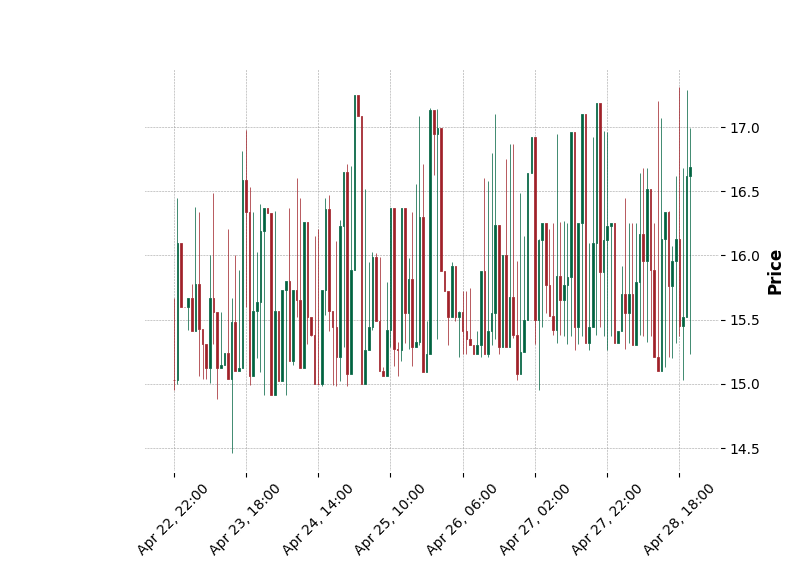 17.0
16.5
16.0
15.5
15.0
14.5
Price
Apr 22, 22:00
Apr 23, 18:00
Apr 24, 14:00
Apr 25, 10:00
Apr 26, 06:00
Apr 27, 02:00
Apr 27, 22:00
Apr 28, 18:00